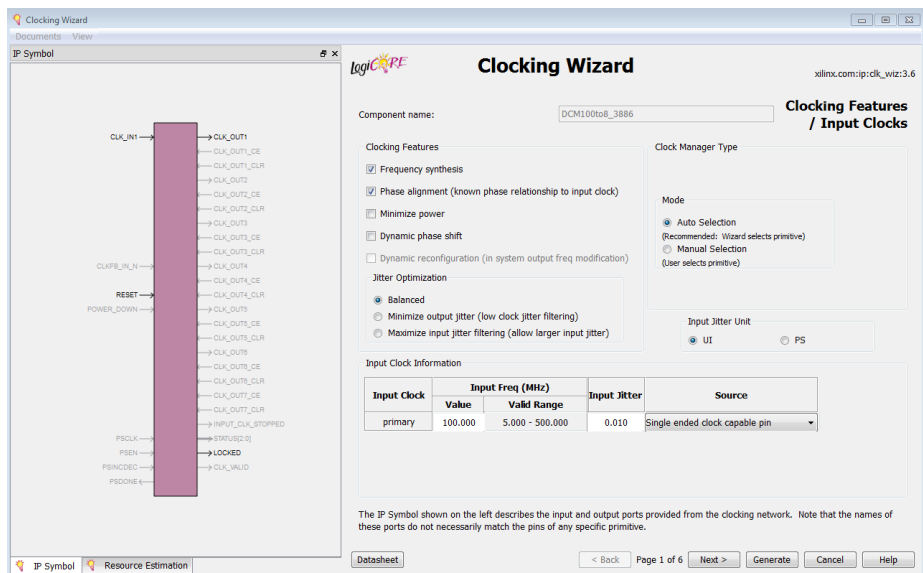 Clocking Wizard
Documents View
IP Symbol
CLK_IN1
CLKFB_IN_N
RESET
POWER_DOWN
PSCLK
PSEN
PSINCDEC
PSDONE
CLK_OUT1
CLK_OUT1_CE
CLK_OUT1_CLR
CLK_OUT2
CLK_OUT2_CE
CLK_OUT2_CLR
CLK_OUT3
CLK_OUT3_CE
CLK_OUT3_CLR
CLK_OUT4
CLK_OUT4_CE
CLK_OUT4_CLR
CLK_OUT5
CLK_OUT5_CE
CLK_OUT5_CLR
CLK_OUT6
CLK_OUT6_CE
CLK_OUT6_CLR
CLK_OUT7_CE
CLK_OUT7_CLR
INPUT_CLK_STOPPED
STATUS[2:0]
LOCKED
CLK_VALID
IP Symbol Resource Estimation
LogiCORE
Clocking Wizard
xilinx.com:ip:clk_wiz:3.6
Component name: DCM100to8_3886
Clocking Features
/ Input Clocks
Clocking Features
Frequency synthesis
Phase alignment (known phase relationship to input clock)
Minimize power
Dynamic phase shift
Dynamic reconfiguration (in system output freq modification)
Jitter Optimization
Balanced
Minimize output jitter (low clock jitter filtering)
Maximize input jitter filtering (allow larger input jitter)
Clock Manager Type
Mode
Auto Selection
(Recommended: Wizard selects primitive)
Manual Selection
(User selects primitive)
Input Jitter Unit
UI PS
Input Clock Information
Input Clock Input Freq (MHz) Input Jitter Source
Value Valid Range
primary 100.000 5.000 - 500.000 0.010 Single ended clock capable pin
The IP Symbol shown on the left describes the input and output ports provided from the clocking network. Note that the names of
these ports do not necessarily match the pins of any specific primitive.
Datasheet < Back Page 1 of 6 Next > Generate Cancel Help